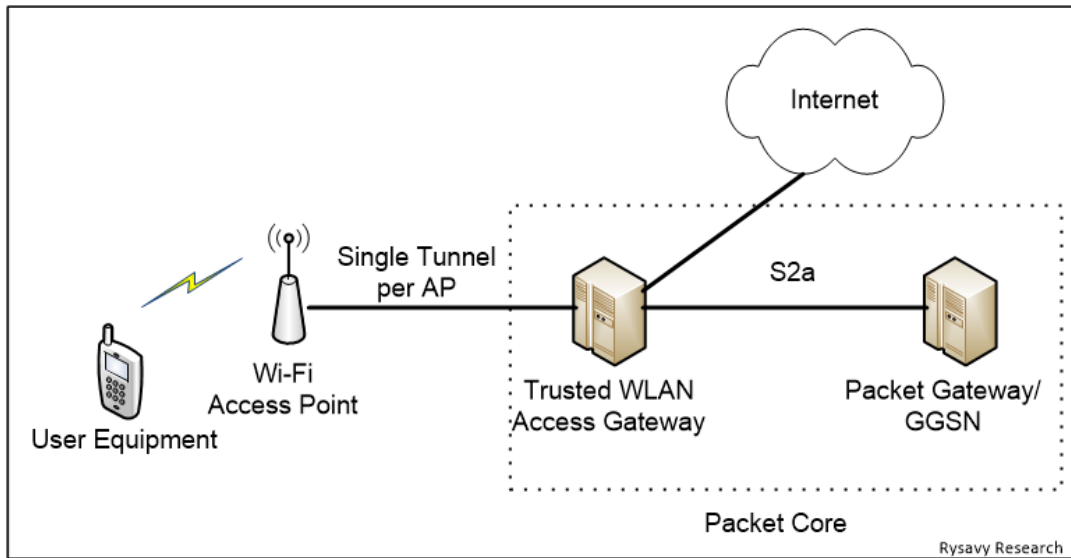 Internet
Single Tunnel
per AP
S2a
Wi-Fi
Access Point
User Equipment
Trusted WLAN
Access Gateway
Packet Gateway/
GGSN
Packet Core
Rysavy Research